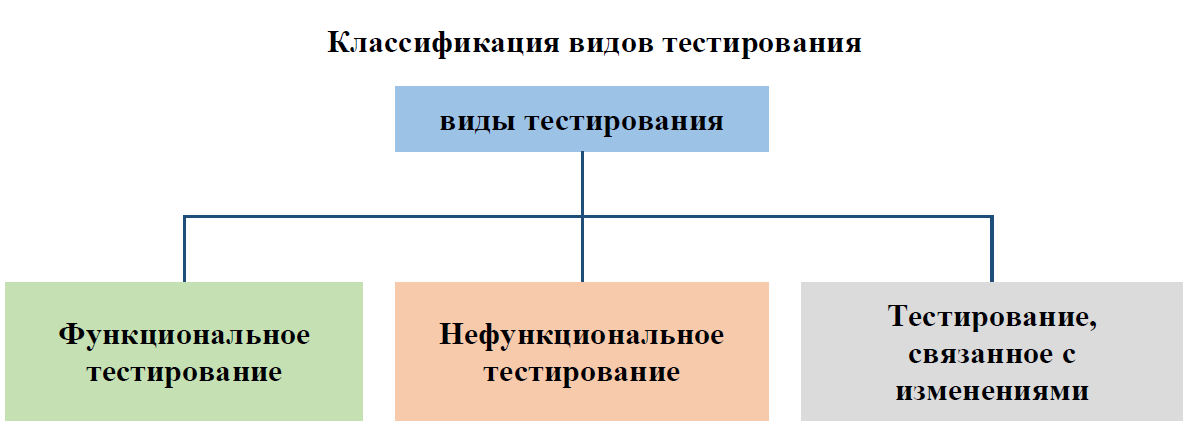 Классификация видов тестирования
виды тестирования
Функциональное
тестирование
Нефункциональное
тестирование
Тестирование,
связанное с
изменениями